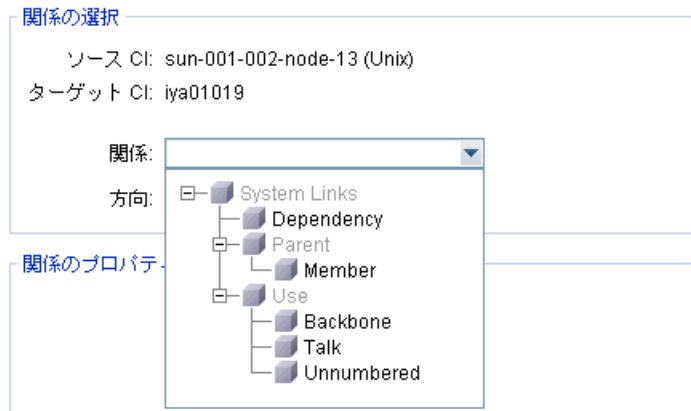 関係の選択
ソース CI: sun-001-002-node-13 (Unix)
ターゲット CI: iya01019
関係:
方向:
System Links
Dependency
Parent
関係のプロパティ
Member
Use
Backbone
Talk
Unnumbered